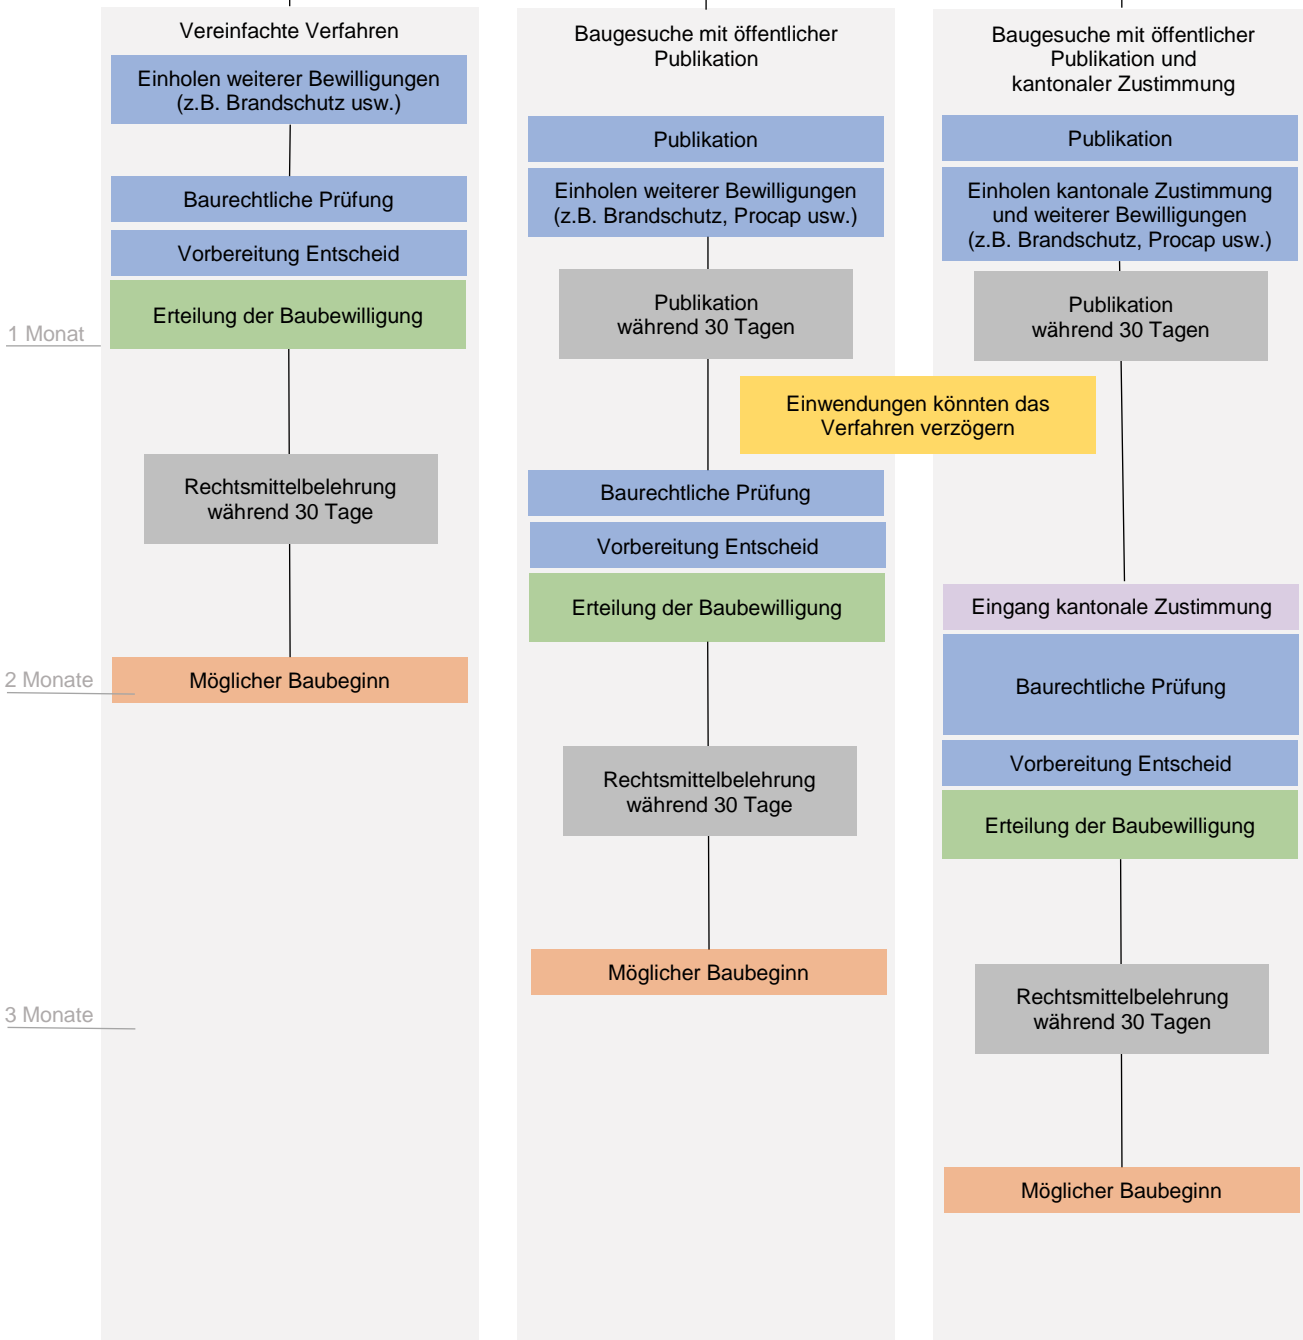 Vereinfachte Verfahren
Einholen weiterer Bewilligungen
(z.B. Brandschutz usw.)
Baurechtliche Prüfung
Vorbereitung Entscheid
Erteilung der Baubewilligung
1 Monat
Rechtsmittelbelehrung
während 30 Tage
2 Monate
Möglicher Baubeginn
3 Monate
Baugesuche mit öffentlicher
Publikation
Publikation
Einholen weiterer Bewilligungen
(z.B. Brandschutz, Procap usw.)
Publikation
während 30 Tagen
Einwendungen könnten das
Verfahren verzögern
Baurechtliche Prüfung
Vorbereitung Entscheid
Erteilung der Baubewilligung
Rechtsmittelbelehrung
während 30 Tage
Möglicher Baubeginn
Baugesuche mit öffentlicher
Publikation und
kantonaler Zustimmung
Publikation
Einholen kantonale Zustimmung
und weiterer Bewilligungen
(z.B. Brandschutz, Procap usw.)
Publikation
während 30 Tagen
Eingang kantonale Zustimmung
Baurechtliche Prüfung
Vorbereitung Entscheid
Erteilung der Baubewilligung
Rechtsmittelbelehrung
während 30 Tagen
Möglicher Baubeginn